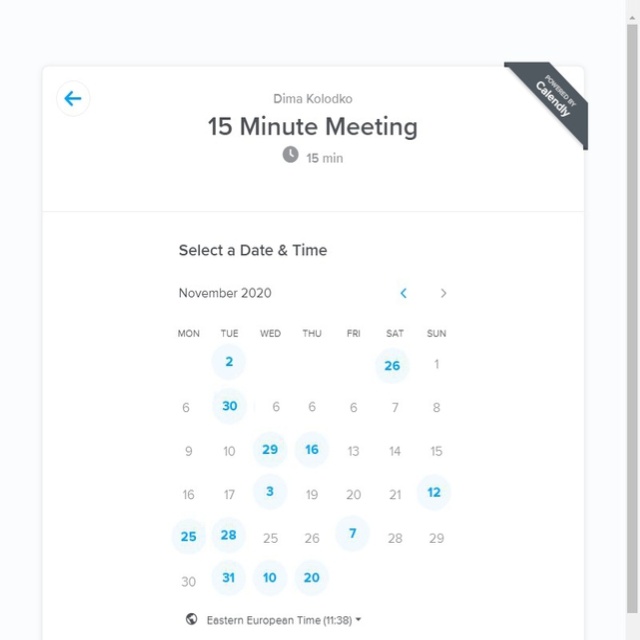 POWERED BY
Calendly
Dima Kolodko
15 Minute Meeting
15 min
Select a Date & Time
November 2020
MON TUE WED THU FRI SAT SUN
2 26 1
6 30 6 6 6 7 8
9 10 29 16 13 14 15
16 17 3 19 20 21 12
25 28 25 26 7 28 29
30 31 10 20
Eastern European Time (11:38)